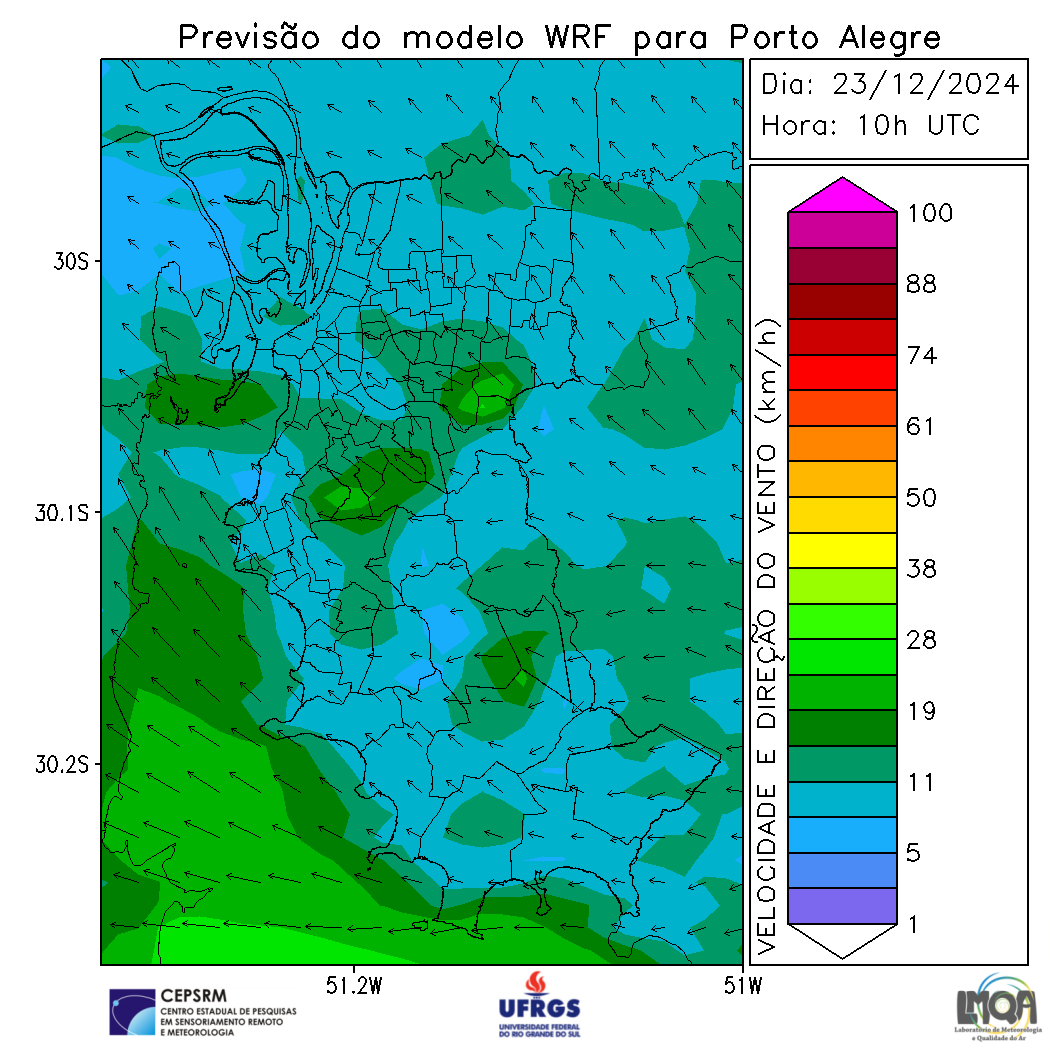 Previsão do modelo WRF para Porto Alegre
Dia: 23/12/2024
Hora: 10h UTC
30S
30.1S
30.2S
51.2W
51W
VELOCIDADE E DIREÇÃO DO VENTO (km/h)
100
88
74
61
50
38
28
19
11
5
1
CEPSRM
CENTRO ESTADUAL DE PESQUISAS
EM SENSORIAMENTO REMOTO
E METEOROLOGIA
UFRGS
UNIVERSIDADE FEDERAL
DO RIO GRANDE DO SUL
LMQA
Laboratório de Meteorologia
e Qualidade do Ar